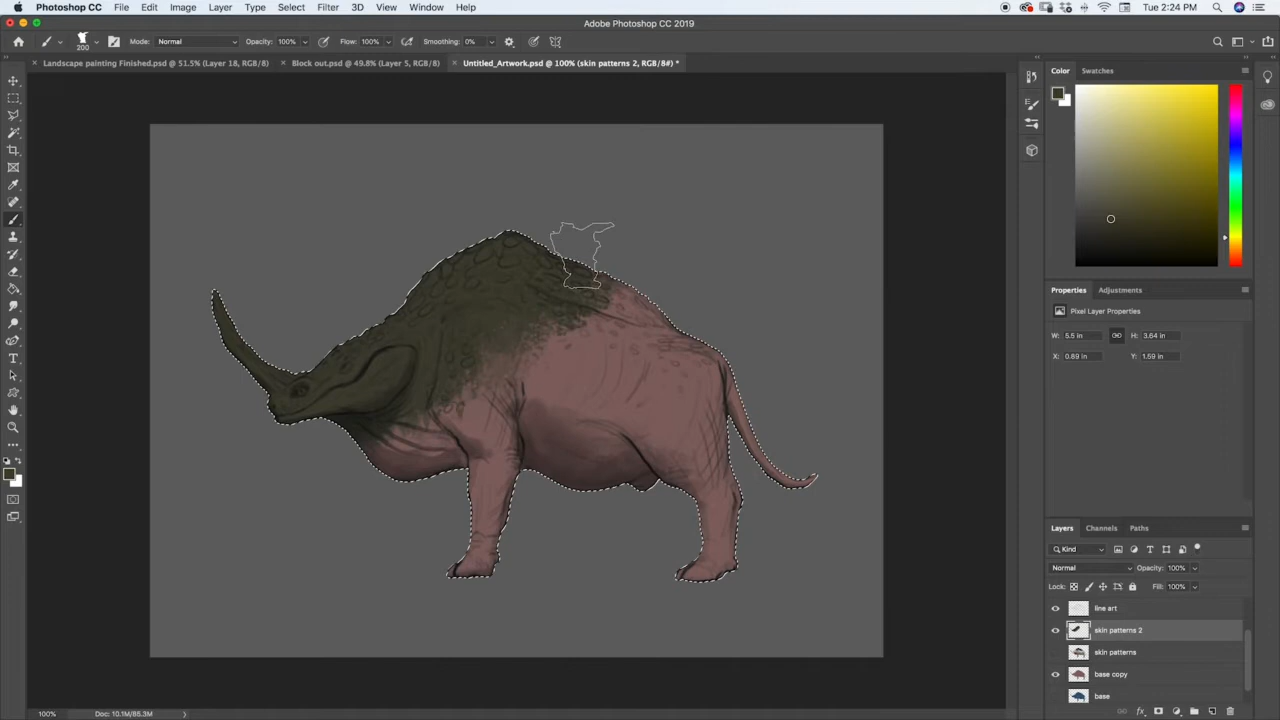 Photoshop CC File Edit Image Layer Type Select Filter 3D View Window Help Tue 2:24 PM
Adobe Photoshop CC 2019
200 Mode: Normal Opacity: 100% Flow: 100% Smoothing: 0%
Landscape painting Finished.psd @ 51.5% (Layer 18, RGB/8) Block out.psd @ 49.8% (Layer 5, RGB/8) Untitled_Artwork.psd @ 100% (skin patterns 2, RGB/8#) *
Color Swatches
Properties Adjustments
Pixel Layer Properties
W: 5.5 in H: 3.64 in
X: 0.89 in Y: 1.59 in
Layers Channels Paths
Kind
Normal Opacity: 100%
Lock: Fill: 100%
line art
skin patterns 2
skin patterns
base copy
base
fx
100% Doc: 10.1M/85.3M